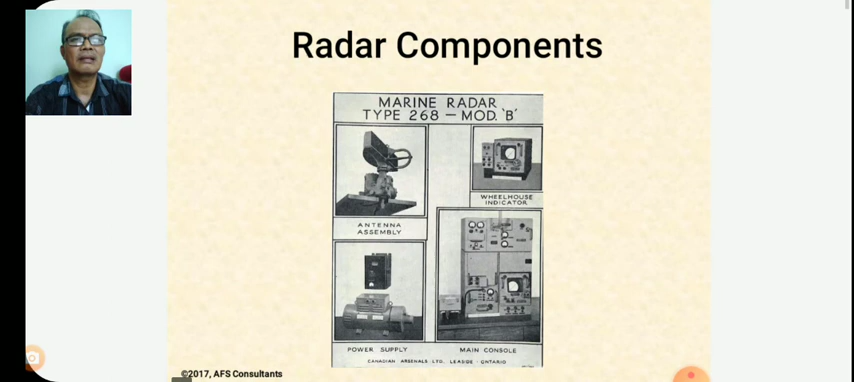 Radar Components
MARINE RADAR
TYPE 268 — MOD. 'B'
ANTENNA
ASSEMBLY
WHEELHOUSE
INDICATOR
POWER SUPPLY
MAIN CONSOLE
CANADIAN ARSENALS LTD. LEASIDE - ONTARIO
©2017, AFS Consultants